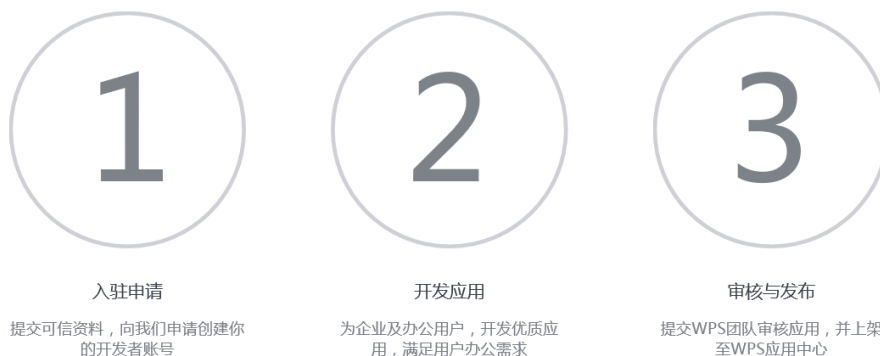 1
2
3
入驻申请
开发应用
审核与发布
提交可信资料，向我们申请创建你
的开发者账号
为企业及办公用户，开发优质应
用，满足用户办公需求
提交WPS团队审核应用，并上架
至WPS应用中心